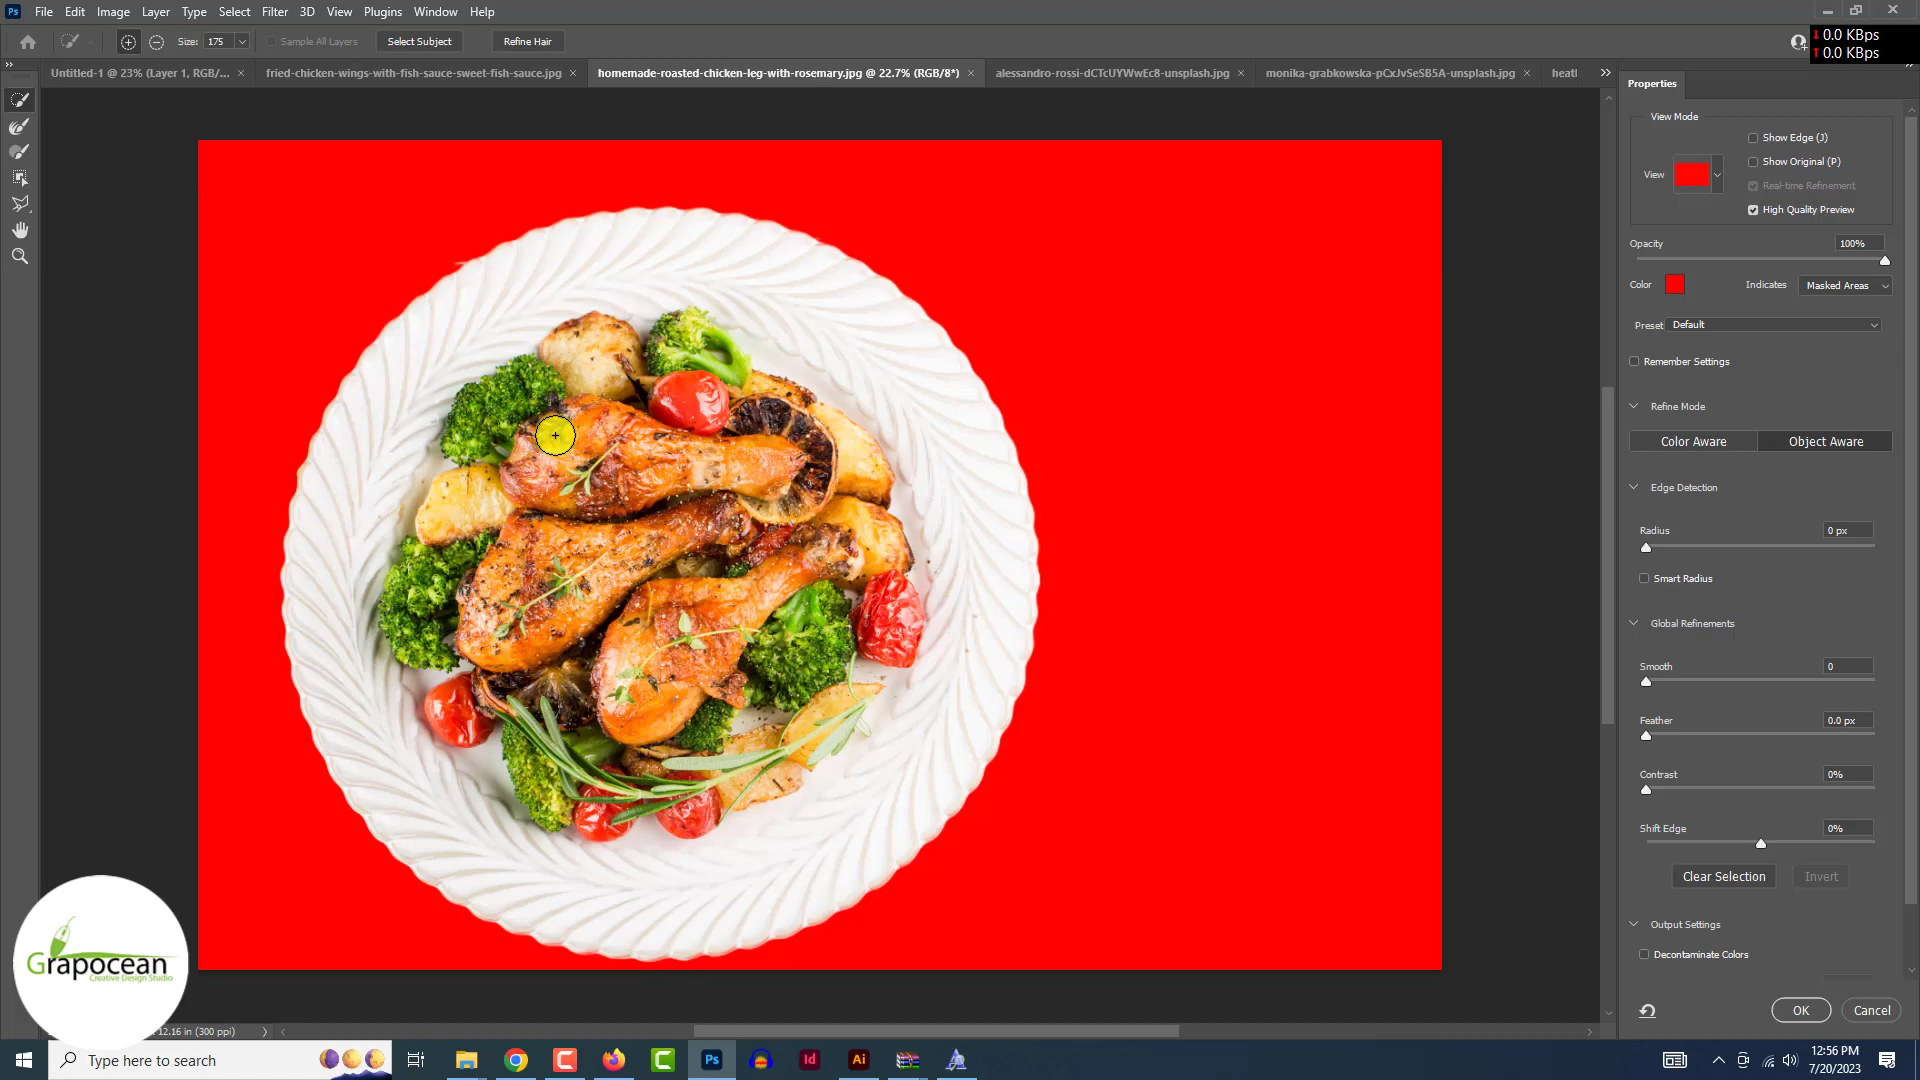 Ps File Edit Image Layer Type Select Filter 3D View Plugins Window Help
Size: 175 Sample All Layers Select Subject Refine Hair
0.0 KBps
0.0 KBps
Untitled-1 @ 23% (Layer 1, RGB/... fried-chicken-wings-with-fish-sauce-sweet-fish-sauce.jpg homemade-roasted-chicken-leg-with-rosemary.jpg @ 22.7% (RGB/8*) alessandro-rossi-dCTcUYWwEc8-unsplash.jpg monika-grabkowska-pCxJvSeSB5A-unsplash.jpg heatl
Properties
View Mode
Show Edge (J)
Show Original (P)
View
Real-time Refinement
High Quality Preview
Opacity 100%
Color Indicates Masked Areas
Preset Default
Remember Settings
Refine Mode
Color Aware Object Aware
Edge Detection
Radius 0 px
Smart Radius
Global Refinements
Smooth 0
Feather 0.0 px
Contrast 0%
Shift Edge 0%
Clear Selection Invert
Output Settings
Decontaminate Colors
OK Cancel
Grapocean
Creative Design Studio
12.16 in (300 ppi)
Type here to search
Ps Id Ai
12:56 PM
7/20/2023